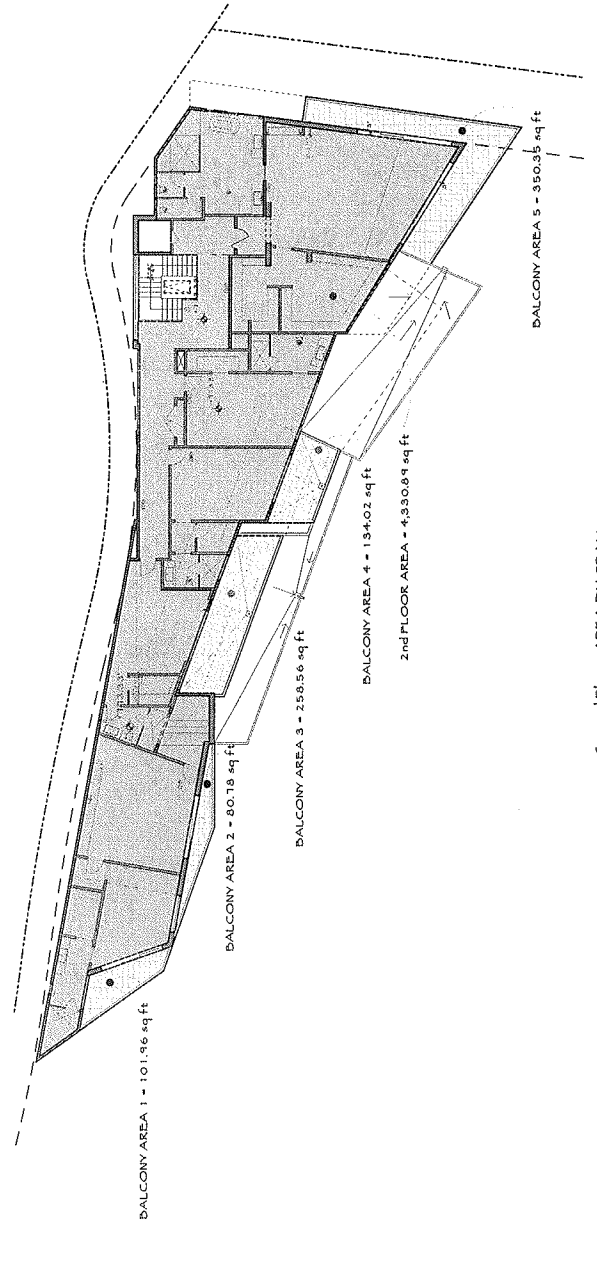 BALCONY AREA 1 = 101.96 sq ft
BALCONY AREA 2 = 80.78 sq ft
BALCONY AREA 3 = 258.56 sq ft
BALCONY AREA 4 = 134.02 sq ft
2nd FLOOR AREA = 4,330.89 sq ft
BALCONY AREA 5 = 350.35 sq ft